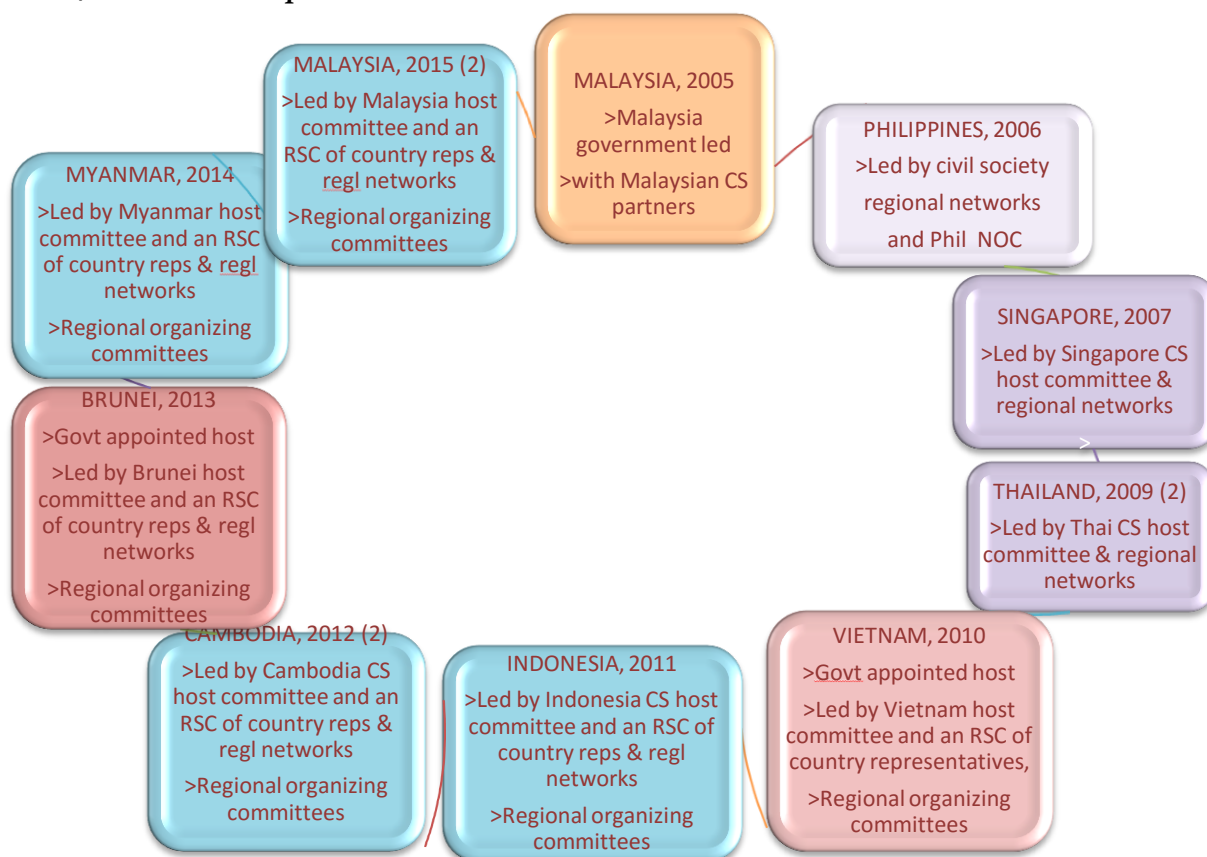 MALAYSIA, 2005
>Malaysia
government led
>with Malaysian CS
partners
PHILIPPINES, 2006
>Led by civil society
regional networks
and Phil NOC
SINGAPORE, 2007
>Led by Singapore CS
host committee &
regional networks
>
THAILAND, 2009 (2)
>Led by Thai CS host
committee & regional
networks
VIETNAM, 2010
>Govt appointed host
>Led by Vietnam host
committee and an RSC of
country representatives,
>Regional organizing
committees
INDONESIA, 2011
>Led by Indonesia CS host
committee and an RSC of
country reps & regl
networks
>Regional organizing
committees
CAMBODIA, 2012 (2)
>Led by Cambodia CS
host committee and an
RSC of country reps &
regl networks
>Regional organizing
committees
BRUNEI, 2013
>Govt appointed host
>Led by Brunei host
committee and an RSC
of country reps & regl
networks
>Regional organizing
committees
MYANMAR, 2014
>Led by Myanmar host
committee and an RSC
of country reps & regl
networks
>Regional organizing
committees
MALAYSIA, 2015 (2)
>Led by Malaysia host
committee and an
RSC of country reps &
regl networks
>Regional organizing
committees